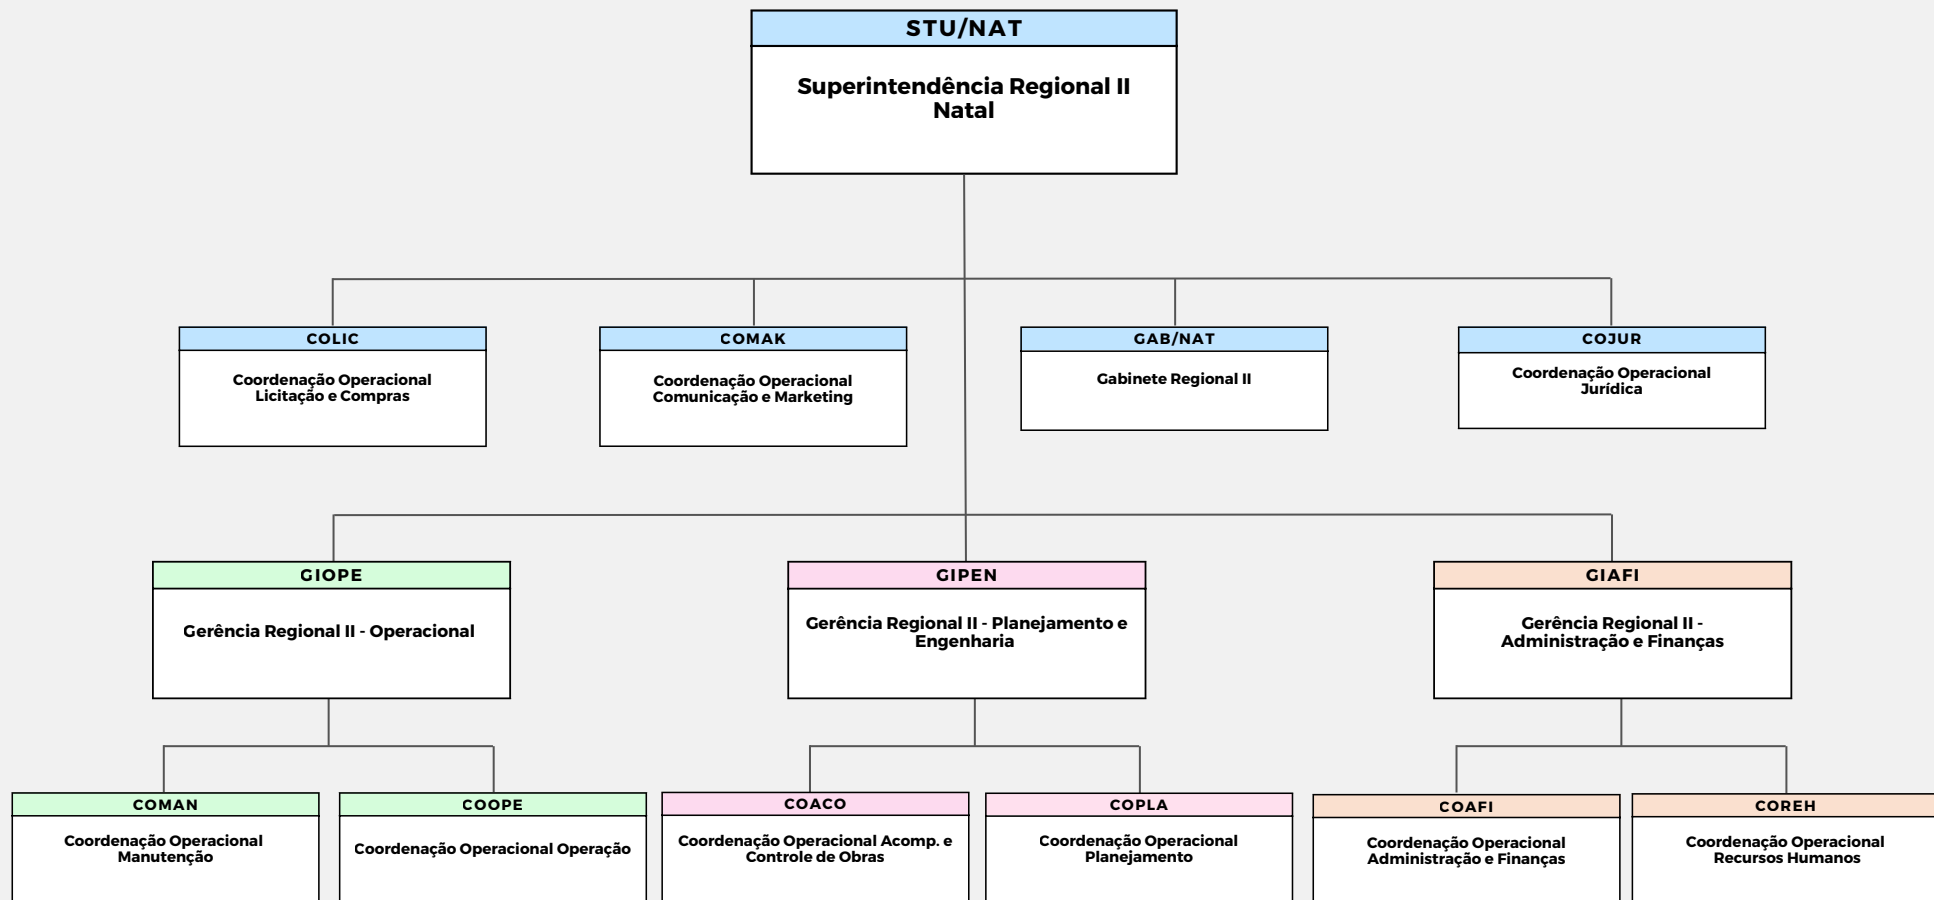 STU/NAT
Superintendência Regional II
Natal
COLIC
Coordenação Operacional
Licitação e Compras
COMAK
Coordenação Operacional
Comunicação e Marketing
GAB/NAT
Gabinete Regional II
COJUR
Coordenação Operacional
Jurídica
GIOPE
Gerência Regional II - Operacional
GIPEN
Gerência Regional II - Planejamento e
Engenharia
GIAFI
Gerência Regional II -
Administração e Finanças
COMAN
Coordenação Operacional
Manutenção
COOPE
Coordenação Operacional Operação
COACO
Coordenação Operacional Acomp. e
Controle de Obras
COPLA
Coordenação Operacional
Planejamento
COAFI
Coordenação Operacional
Administração e Finanças
COREH
Coordenação Operacional
Recursos Humanos